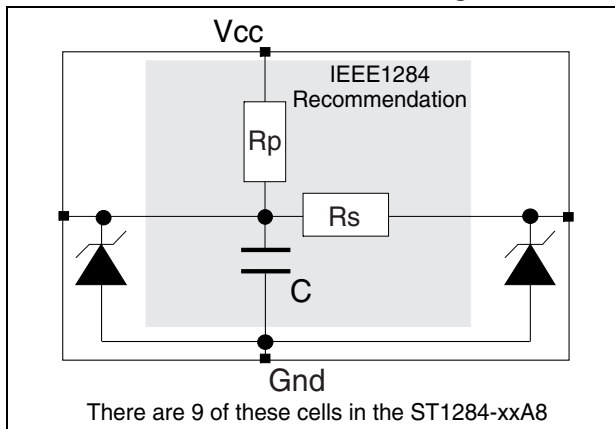 Vcc
IEEE1284
Recommendation
Rp
Rs
C
Gnd
There are 9 of these cells in the ST1284-xxA8